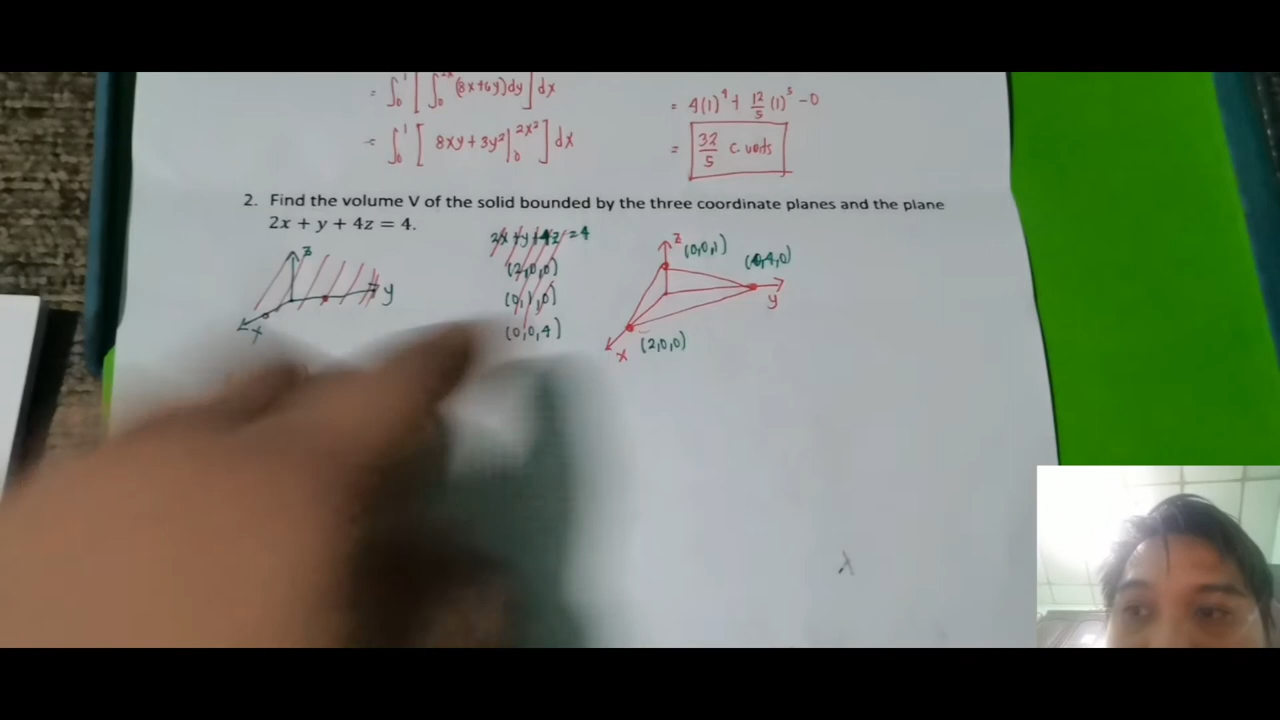 = ∫₀¹ [ ∫₀^2x² (8x+6y)dy ] dx
= ∫₀¹ [ 8xy + 3y² |₀^2x² ] dx
= 4(1)⁴ + 12/5 (1)⁵ - 0
= 32/5 c. units
2. Find the volume V of the solid bounded by the three coordinate planes and the plane
2x + y + 4z = 4.
z
y
x
2x + y + 4z = 4
(2,0,0)
(0,1,0)
(0,0,4)
z
(0,0,1)
(0,4,0)
y
x
(2,0,0)